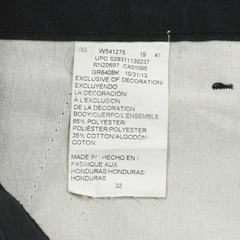 W541275 19 41
UPC 029311130237
RN20697 CA01095
GR640BK 10/31/13
EXCLUSIVE OF DECORATION/
EXCLUYENDO
LA DECORACIÓN/
A L'EXCLUSION
DE LA DÉCORATION
BODY/CUERPO/L'ENSEMBLE
65% POLYESTER/
POLIÉSTER/POLYESTER
35% COTTON/ALGODON/
COTON
MADE IN/HECHO EN/
FABRIQUÉ AU
HONDURAS/HONDURAS/
HONDURAS
32